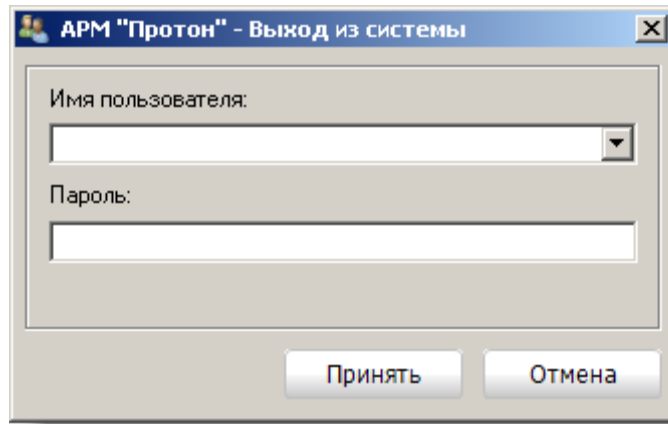 АРМ "Протон" - Выход из системы
Имя пользователя:
Пароль:
Принять Отмена